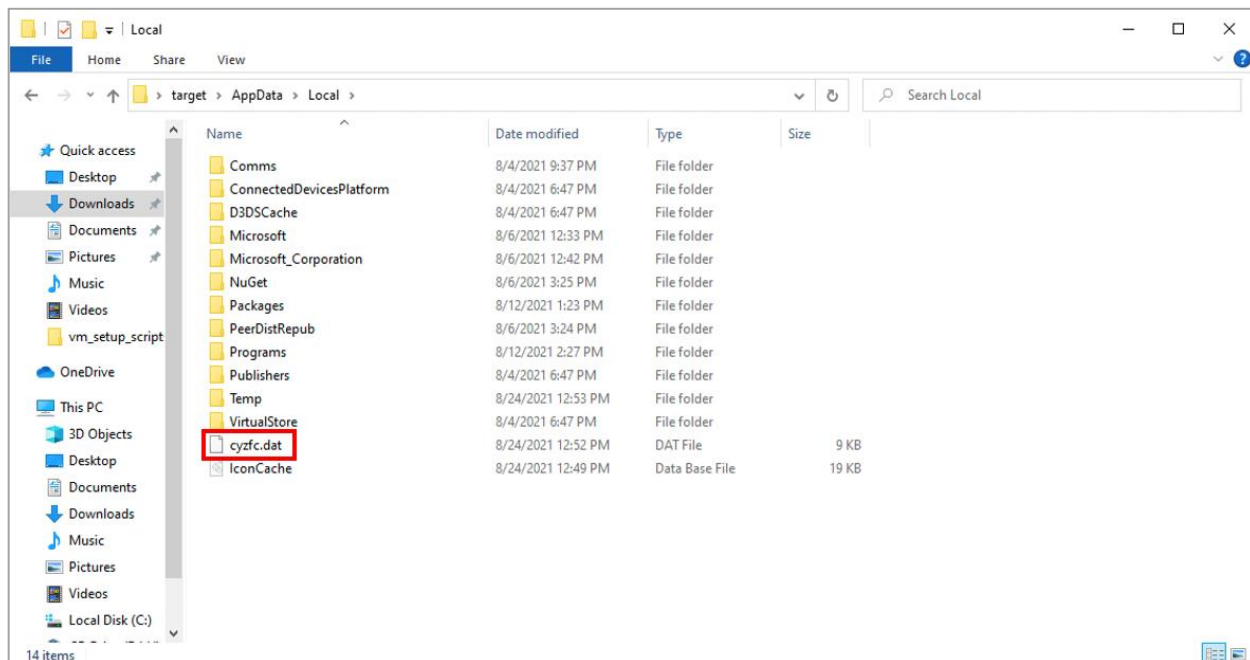 Local
File Home Share View
target > AppData > Local >
Search Local
Name Date modified Type Size
Quick access
Desktop
Downloads
Documents
Pictures
Music
Videos
vm_setup_script
OneDrive
This PC
3D Objects
Desktop
Documents
Downloads
Music
Pictures
Videos
Local Disk (C:)
Comms 8/4/2021 9:37 PM File folder
ConnectedDevicesPlatform 8/4/2021 6:47 PM File folder
D3DSCache 8/4/2021 6:47 PM File folder
Microsoft 8/6/2021 12:33 PM File folder
Microsoft_Corporation 8/6/2021 12:42 PM File folder
NuGet 8/6/2021 3:25 PM File folder
Packages 8/12/2021 1:23 PM File folder
PeerDistRepub 8/6/2021 3:24 PM File folder
Programs 8/12/2021 2:27 PM File folder
Publishers 8/4/2021 6:47 PM File folder
Temp 8/24/2021 12:53 PM File folder
VirtualStore 8/4/2021 6:47 PM File folder
cyzfc.dat 8/24/2021 12:52 PM DAT File 9 KB
IconCache 8/24/2021 12:49 PM Data Base File 19 KB
14 items